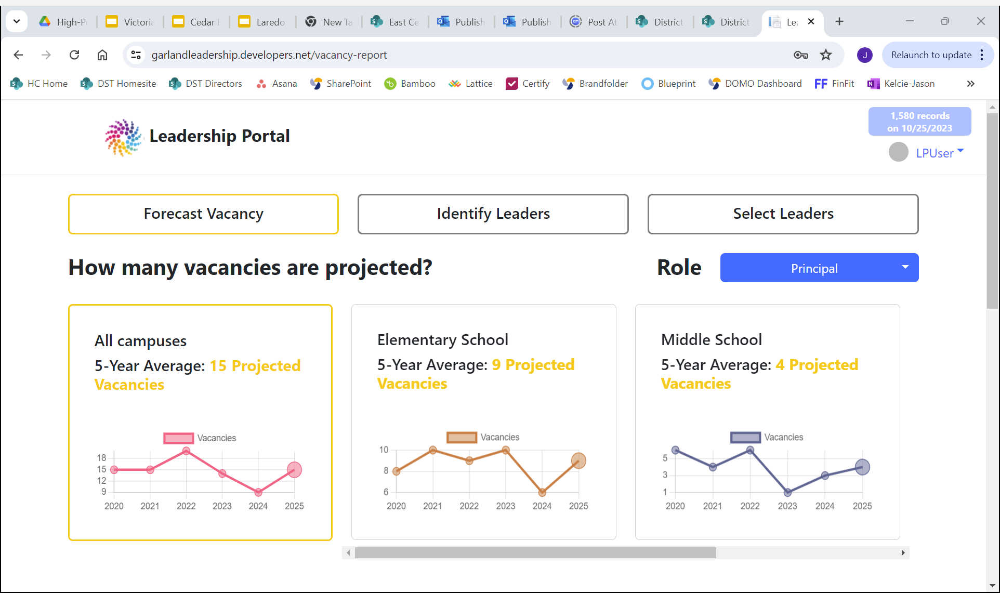 High-P
Victoria
Cedar H
Laredo
New Ta
East Ce
Publish
Publish
Post At
District
District
Lea
garlandleadership.developers.net/vacancy-report
J
Relaunch to update
HC Home
DST Homesite
DST Directors
Asana
SharePoint
Bamboo
Lattice
Certify
Brandfolder
Blueprint
DOMO Dashboard
FF FinFit
Kelcie-Jason
Leadership Portal
1,580 records
on 10/25/2023
LPUser
Forecast Vacancy
Identify Leaders
Select Leaders
How many vacancies are projected?
Role
Principal
All campuses
5-Year Average: 15 Projected
Vacancies
Vacancies
18
15
12
9
2020 2021 2022 2023 2024 2025
Elementary School
5-Year Average: 9 Projected
Vacancies
Vacancies
10
8
6
2020 2021 2022 2023 2024 2025
Middle School
5-Year Average: 4 Projected
Vacancies
Vacancies
5
3
1
2020 2021 2022 2023 2024 2025